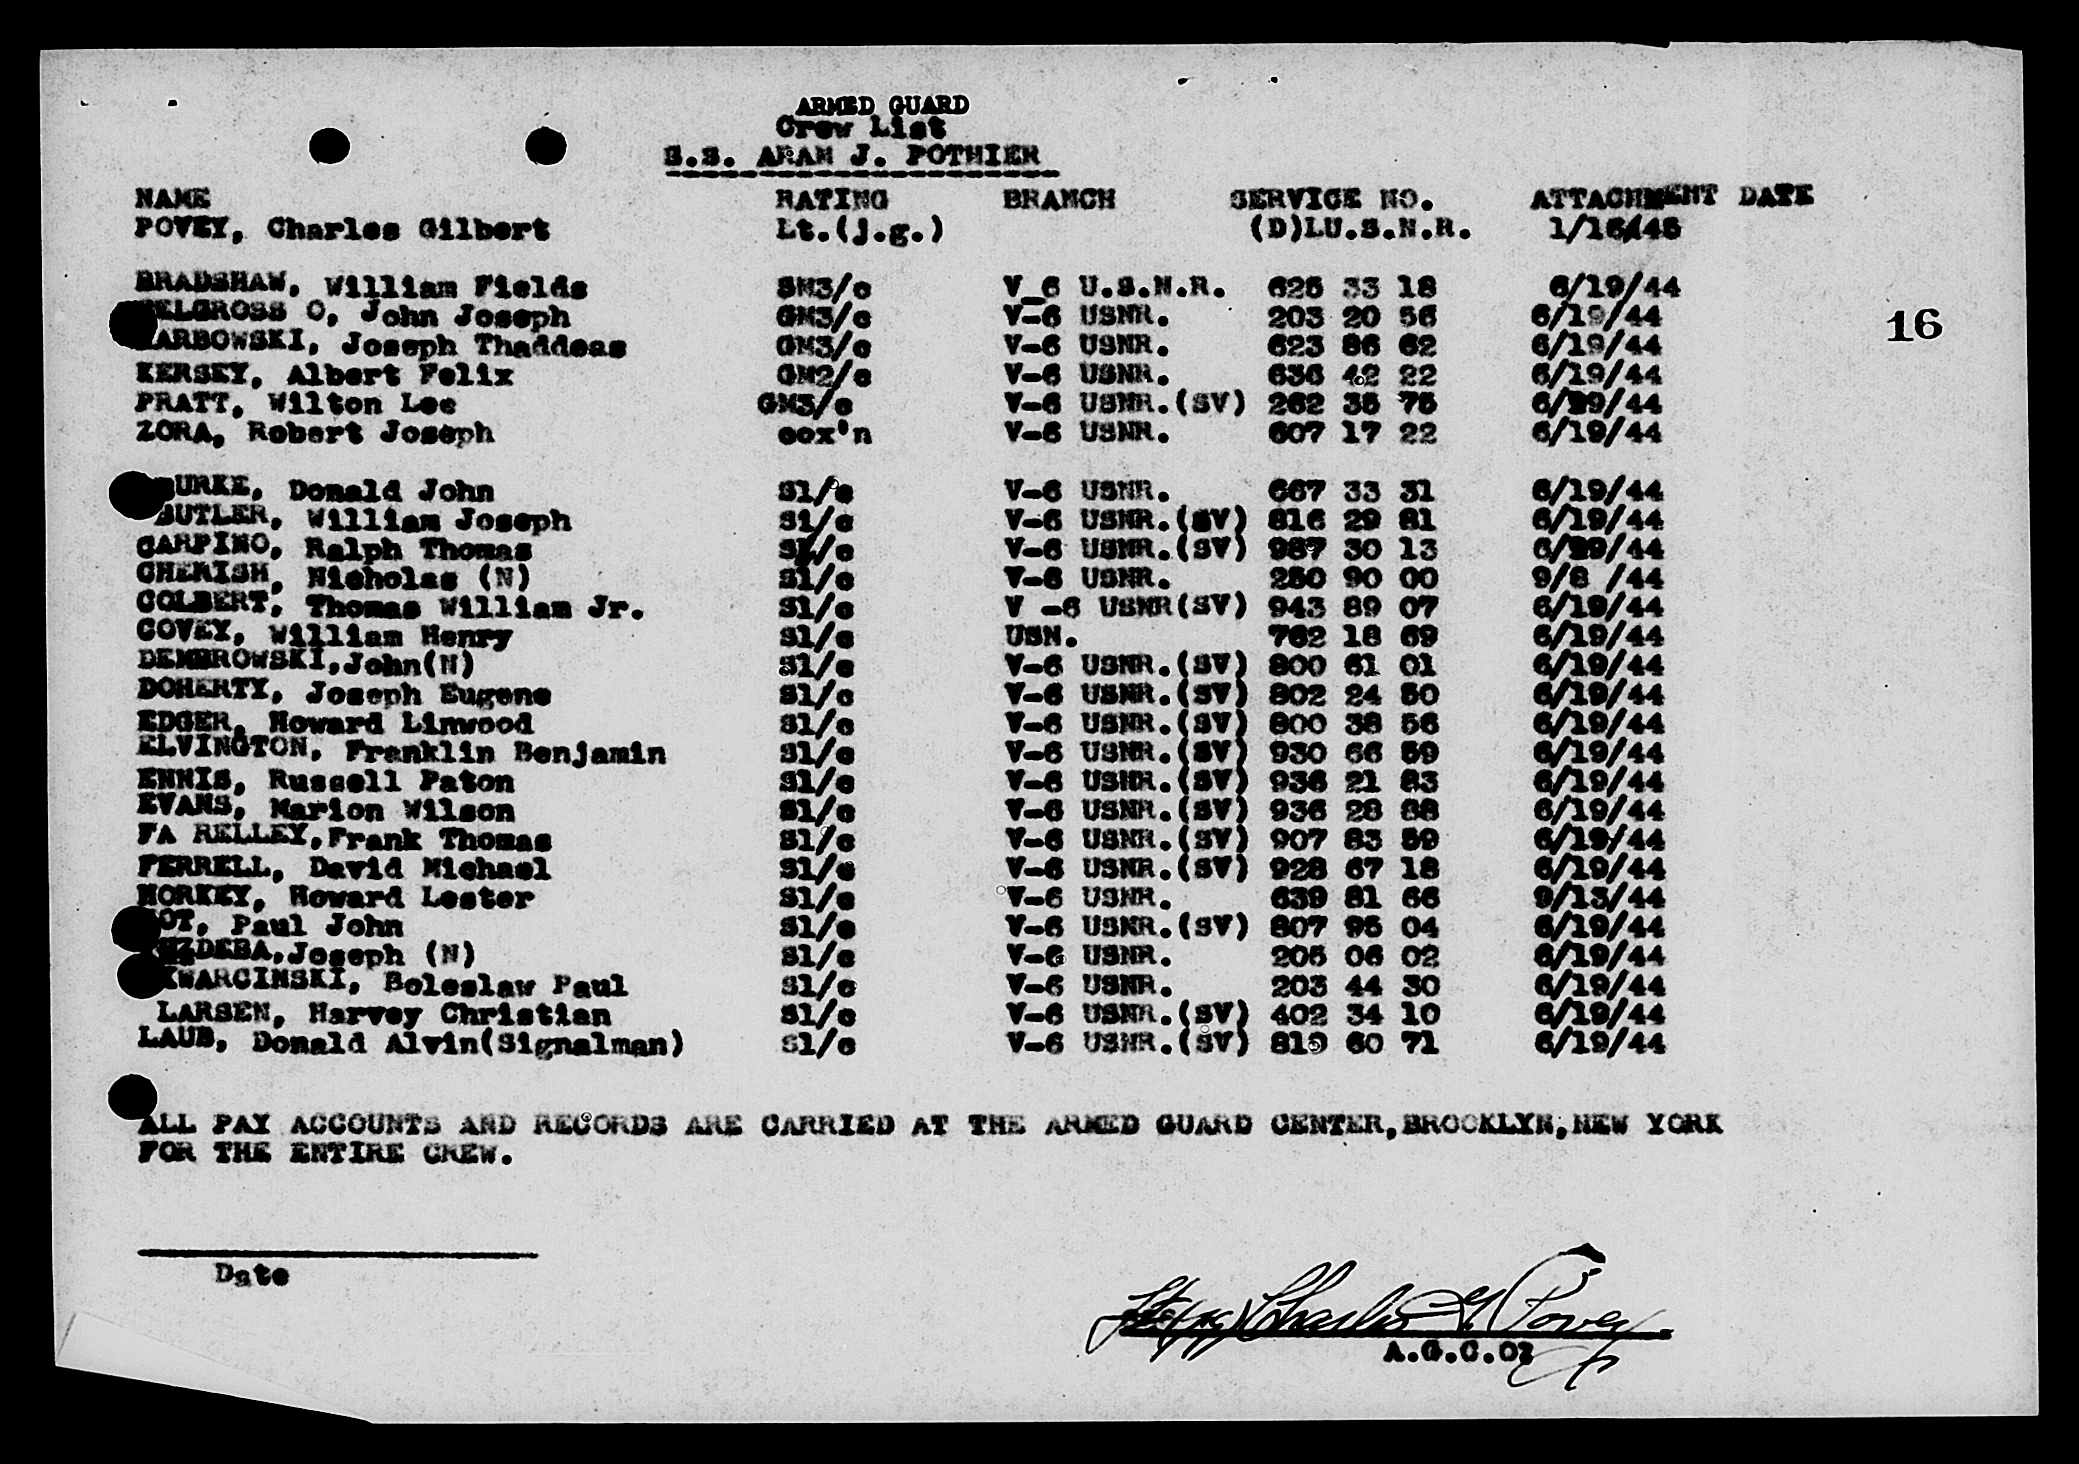 ARMED GUARD
Crew List
S.S. ARAM J. POTHIER
NAME RATING BRANCH SERVICE NO. ATTACHMENT DATE
POVEY, Charles Gilbert Lt.(j.g.) (D)LU.S.N.R. 1/16/45
BRADSHAW, William Fields SM3/c V_6 U.S.N.R. 625 33 18 6/19/44
ELGROSS O, John Joseph GM3/c V-6 USNR. 203 20 56 6/19/44
16
ARBOWSKI, Joseph Thaddeas GM3/c V-6 USNR. 623 86 62 6/19/44
KERSEY, Albert Felix GM2/c V-6 USNR. 636 42 22 6/19/44
PRATT, Wilton Lee GM3/c V-6 USNR.(SV) 262 35 75 6/19/44
ZORA, Robert Joseph cox'n V-6 USNR. 607 17 22 6/19/44
BURKE, Donald John S1/c V-6 USNR. 667 33 31 6/19/44
BUTLER, William Joseph S1/c V-6 USNR.(SV) 816 29 81 6/19/44
CARPINO, Ralph Thomas S1/c V-6 USNR.(SV) 987 30 13 6/19/44
CHERISH, Nicholas (N) S1/c V-6 USNR. 250 90 00 9/8 /44
COLBERT, Thomas William Jr. S1/c V -6 USNR(SV) 943 89 07 6/19/44
COVEY, William Henry S1/c USN. 762 18 69 6/19/44
DEMBROWSKI,John(N) S1/c V-6 USNR.(SV) 800 61 01 6/19/44
DOHERTY, Joseph Eugene S1/c V-6 USNR.(SV) 802 24 50 6/19/44
EDGER, Howard Linwood S1/c V-6 USNR.(SV) 800 38 56 6/19/44
ELVINGTON, Franklin Benjamin S1/c V-6 USNR.(SV) 930 66 59 6/19/44
ENNIS, Russell Paton S1/c V-6 USNR.(SV) 936 21 83 6/19/44
EVANS, Marion Wilson S1/c V-6 USNR.(SV) 936 28 88 6/19/44
FA RELLEY,Frank Thomas S1/c V-6 USNR.(SV) 907 83 59 6/19/44
FERRELL, David Michael S1/c V-6 USNR.(SV) 928 67 18 6/19/44
HORKEY, Howard Lester S1/c V-6 USNR. 639 81 66 9/13/44
OT, Paul John S1/c V-6 USNR.(SV) 807 95 04 6/19/44
UZDEBA,Joseph (N) S1/c V-6 USNR. 205 06 02 6/19/44
KWARCINSKI, Boleslaw Paul S1/c V-6 USNR. 203 44 30 6/19/44
LARSEN, Harvey Christian S1/c V-6 USNR.(SV) 402 34 10 6/19/44
LAUB, Donald Alvin(Signalman) S1/c V-6 USNR.(SV) 819 60 71 6/19/44
ALL PAY ACCOUNTS AND RECORDS ARE CARRIED AT THE ARMED GUARD CENTER,BROOKLYN,NEW YORK
FOR THE ENTIRE CREW.
Date
Lt(jg) Charles G. Povey
A.G.C.O.